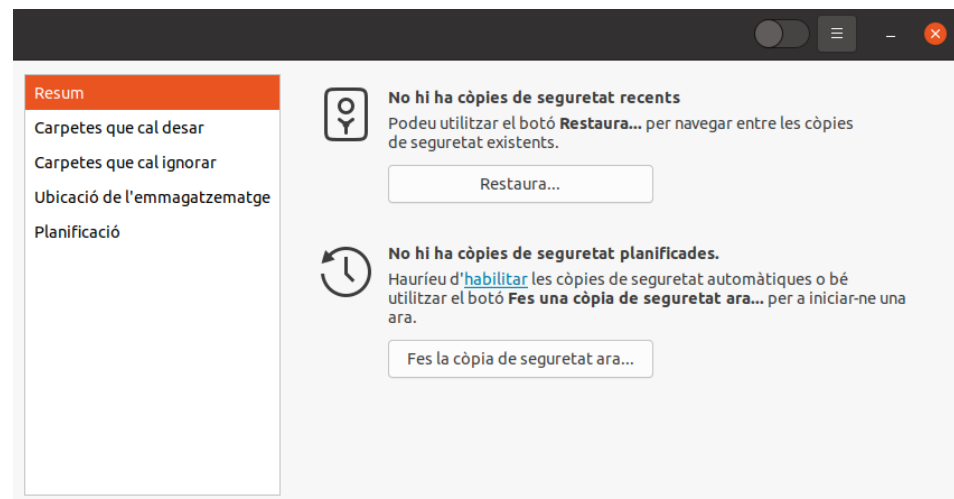 Resum
Carpetes que cal desar
Carpetes que cal ignorar
Ubicació de l'emmagatzematge
Planificació
No hi ha còpies de seguretat recents
Podeu utilitzar el botó Restaura... per navegar entre les còpies
de seguretat existents.
Restaura...
No hi ha còpies de seguretat planificades.
Hauríeu d'habilitar les còpies de seguretat automàtiques o bé
utilitzar el botó Fes una còpia de seguretat ara... per a iniciar-ne una
ara.
Fes la còpia de seguretat ara...